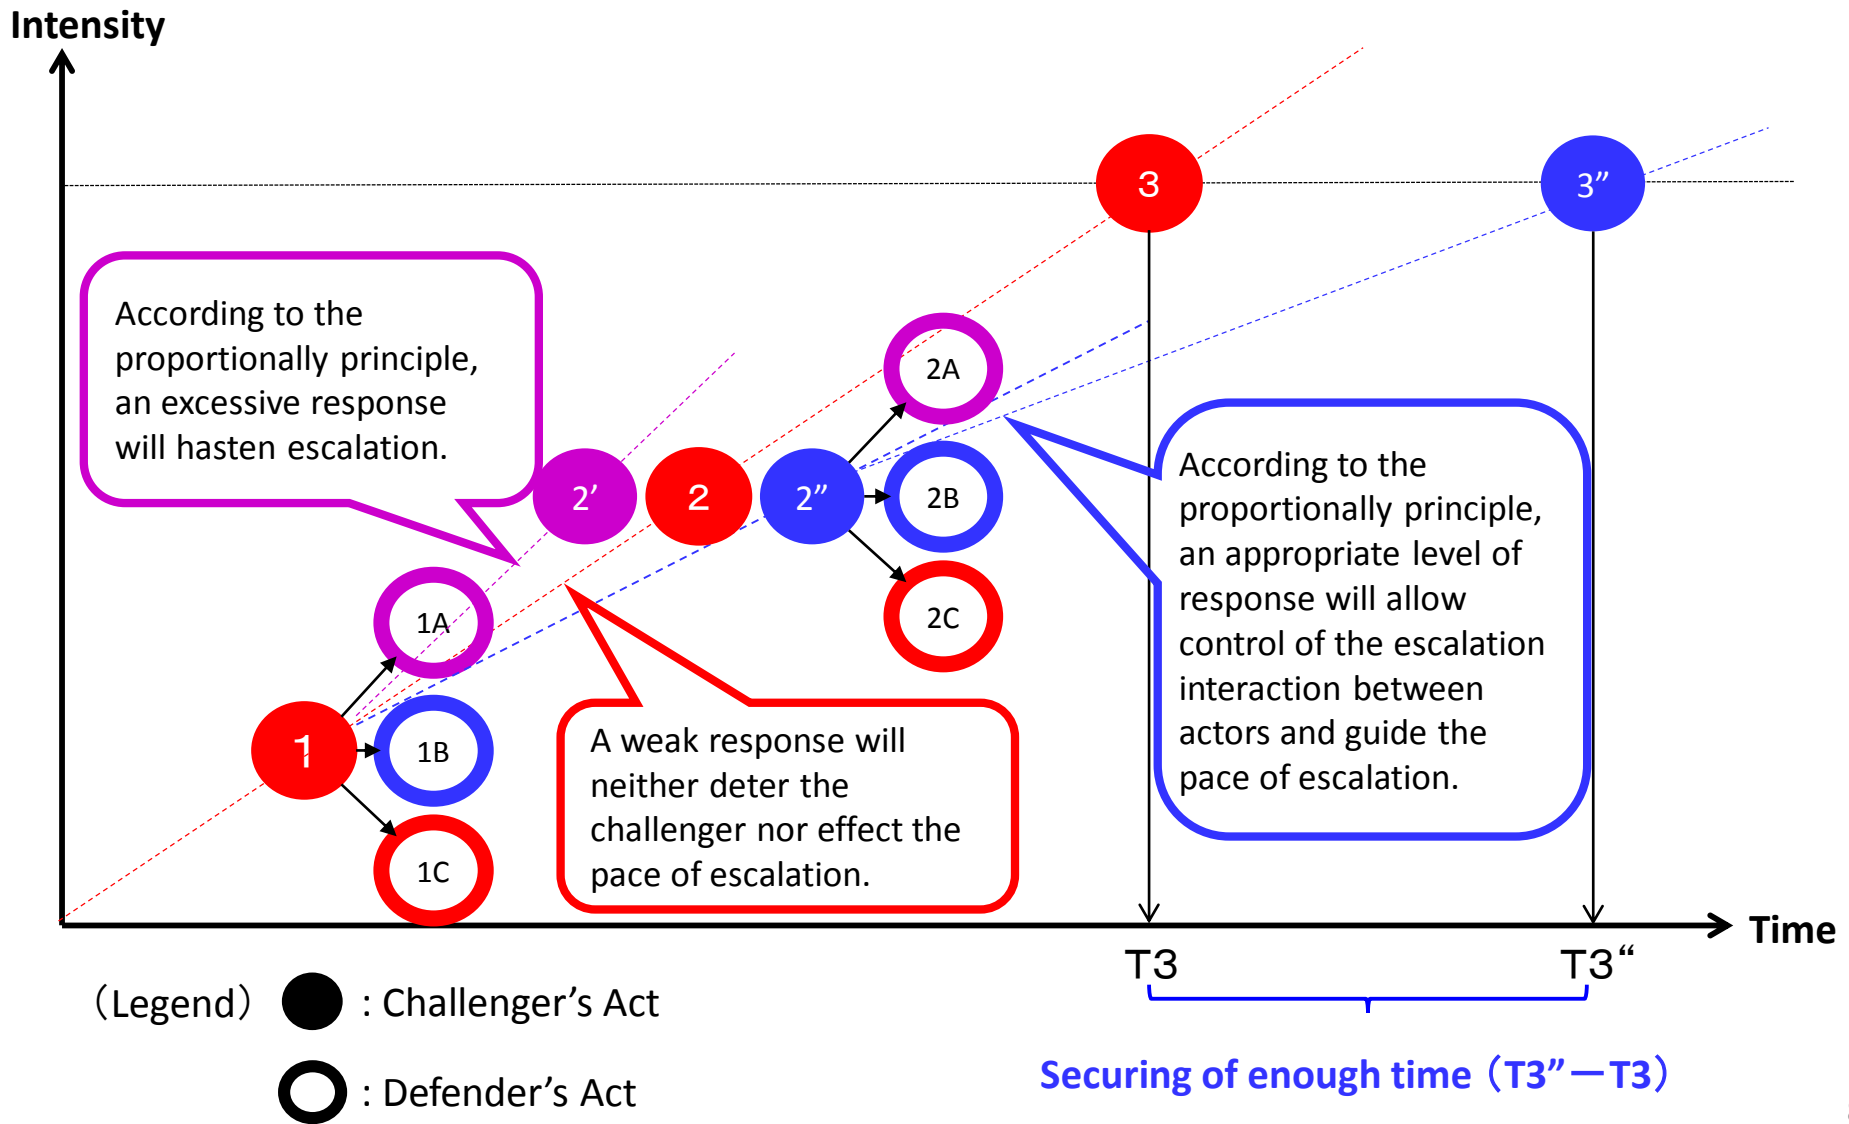 Intensity
3
3”
According to the
proportionally principle,
an excessive response
will hasten escalation.
2A
2’
2
2”
2B
According to the
proportionally principle,
an appropriate level of
response will allow
control of the escalation
interaction between
actors and guide the
pace of escalation.
1A
2C
1
1B
A weak response will
neither deter the
challenger nor effect the
pace of escalation.
1C
Time
T3
T3“
（Legend） : Challenger’s Act
: Defender’s Act
Securing of enough time（T3”－T3）